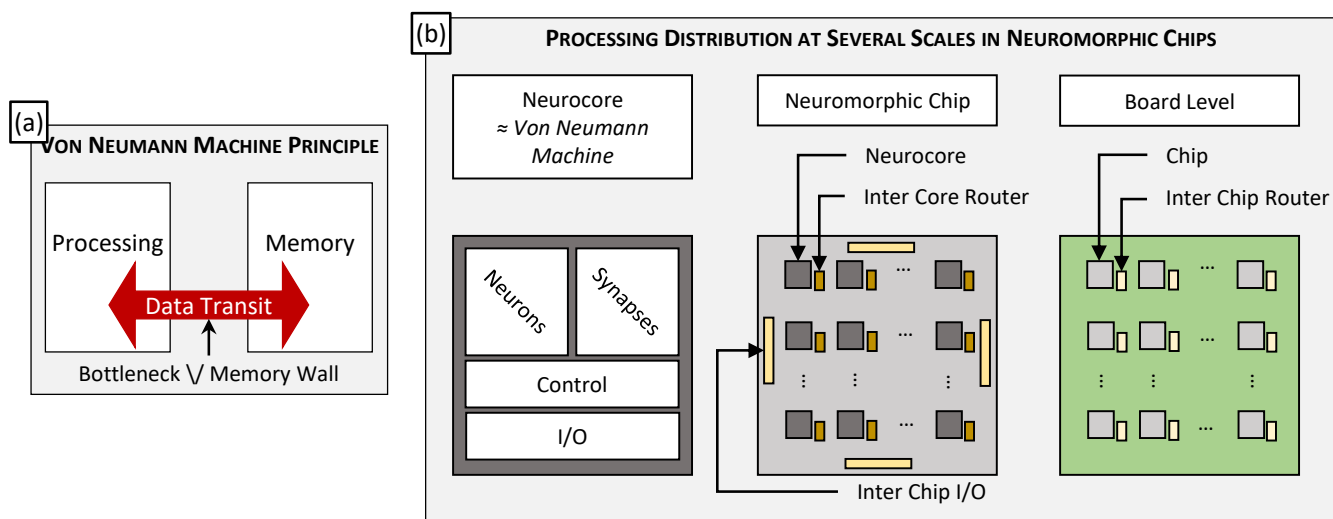 (a)
VON NEUMANN MACHINE PRINCIPLE
Processing
Memory
Data Transit
Bottleneck \/ Memory Wall
(b)
PROCESSING DISTRIBUTION AT SEVERAL SCALES IN NEUROMORPHIC CHIPS
Neurocore
≈ Von Neumann
Machine
Neurons
Synapses
Control
I/O
Neuromorphic Chip
Neurocore
Inter Core Router
...
...
...
...
...
...
Inter Chip I/O
Board Level
Chip
Inter Chip Router
...
...
...
...
...
...